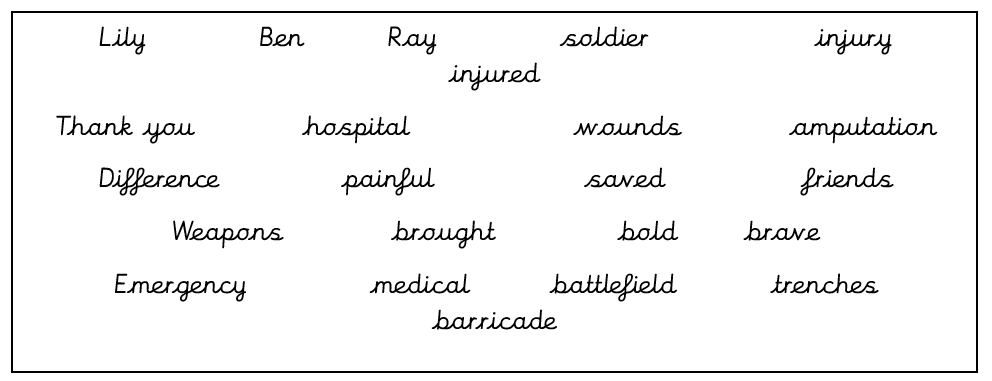 Lily Ben Ray soldier injury
injured
Thank you hospital wounds amputation
Difference painful saved friends
Weapons brought bold brave
Emergency medical battlefield trenches
barricade